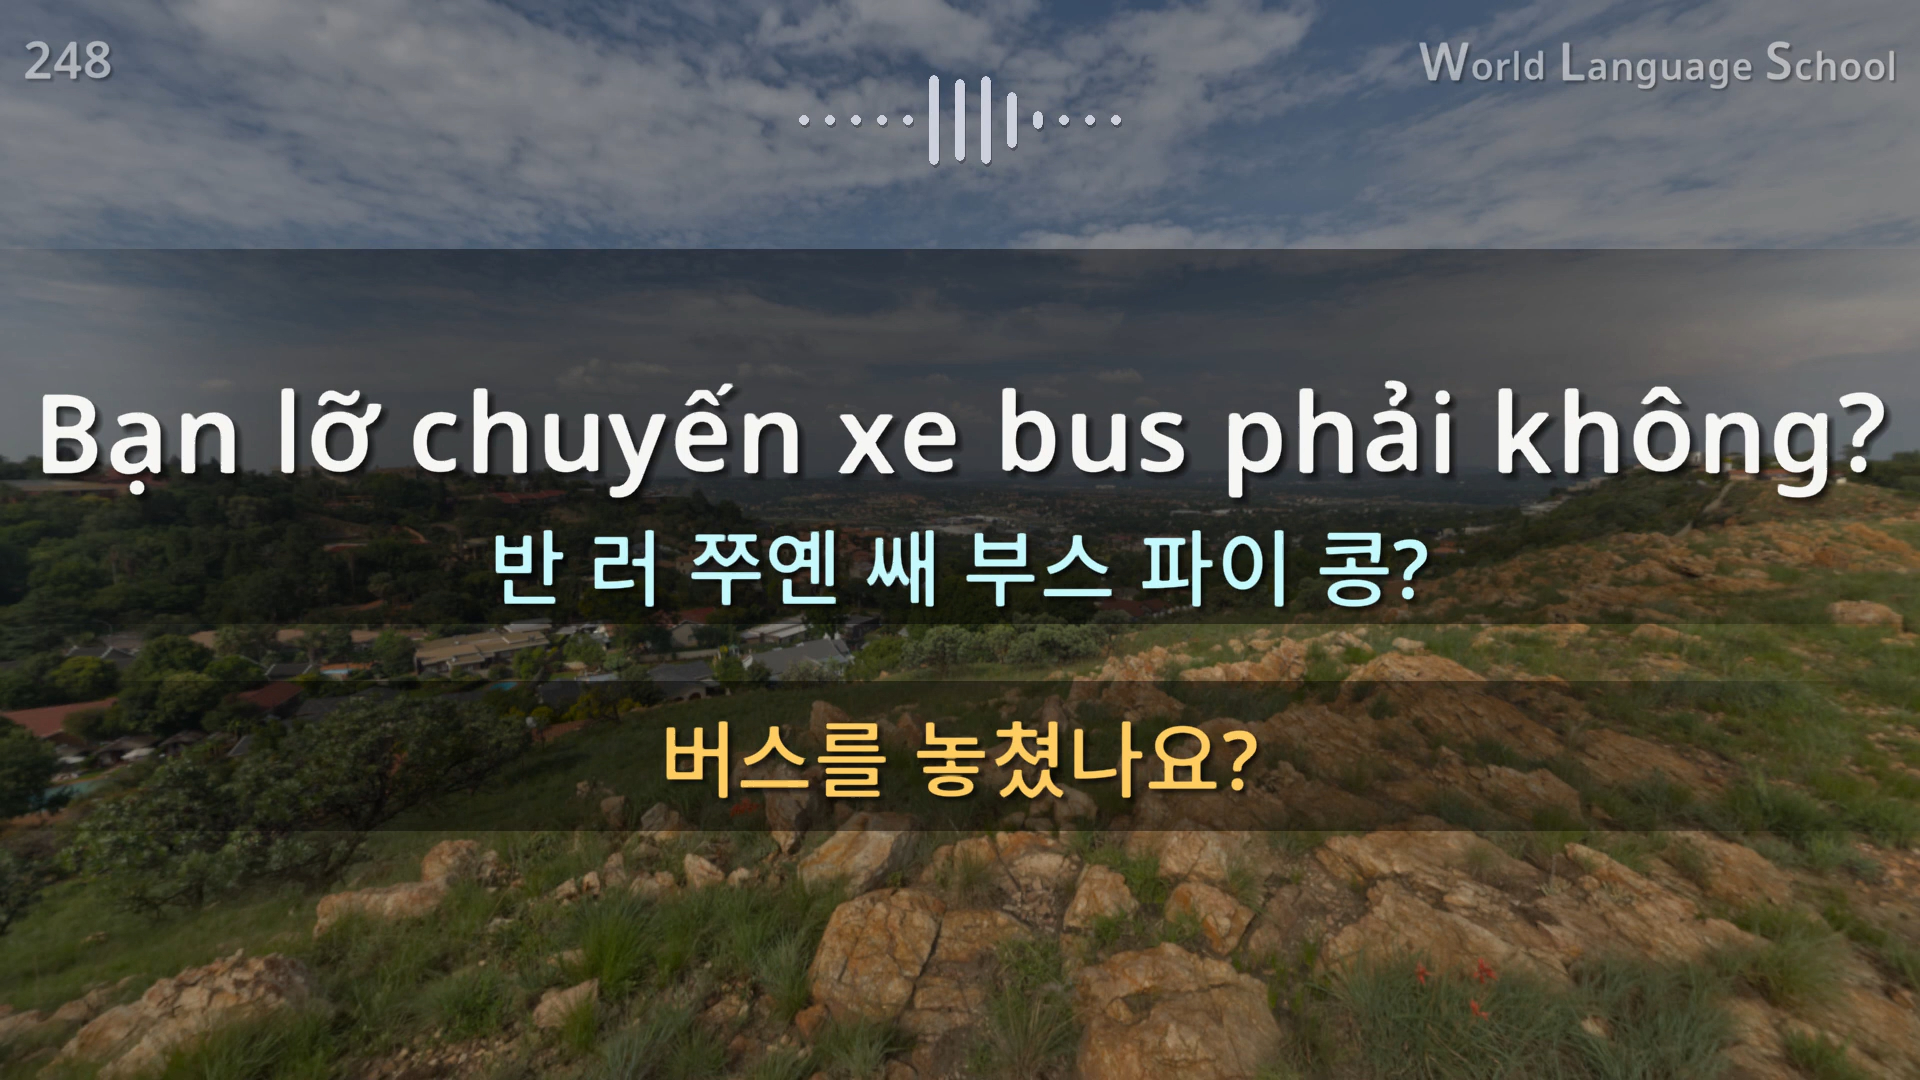 248
World Language School
Bạn lỡ chuyến xe bus phải không?
반 러 쭈옌 쌔 부스 파이 콩?
버스를 놓쳤나요?